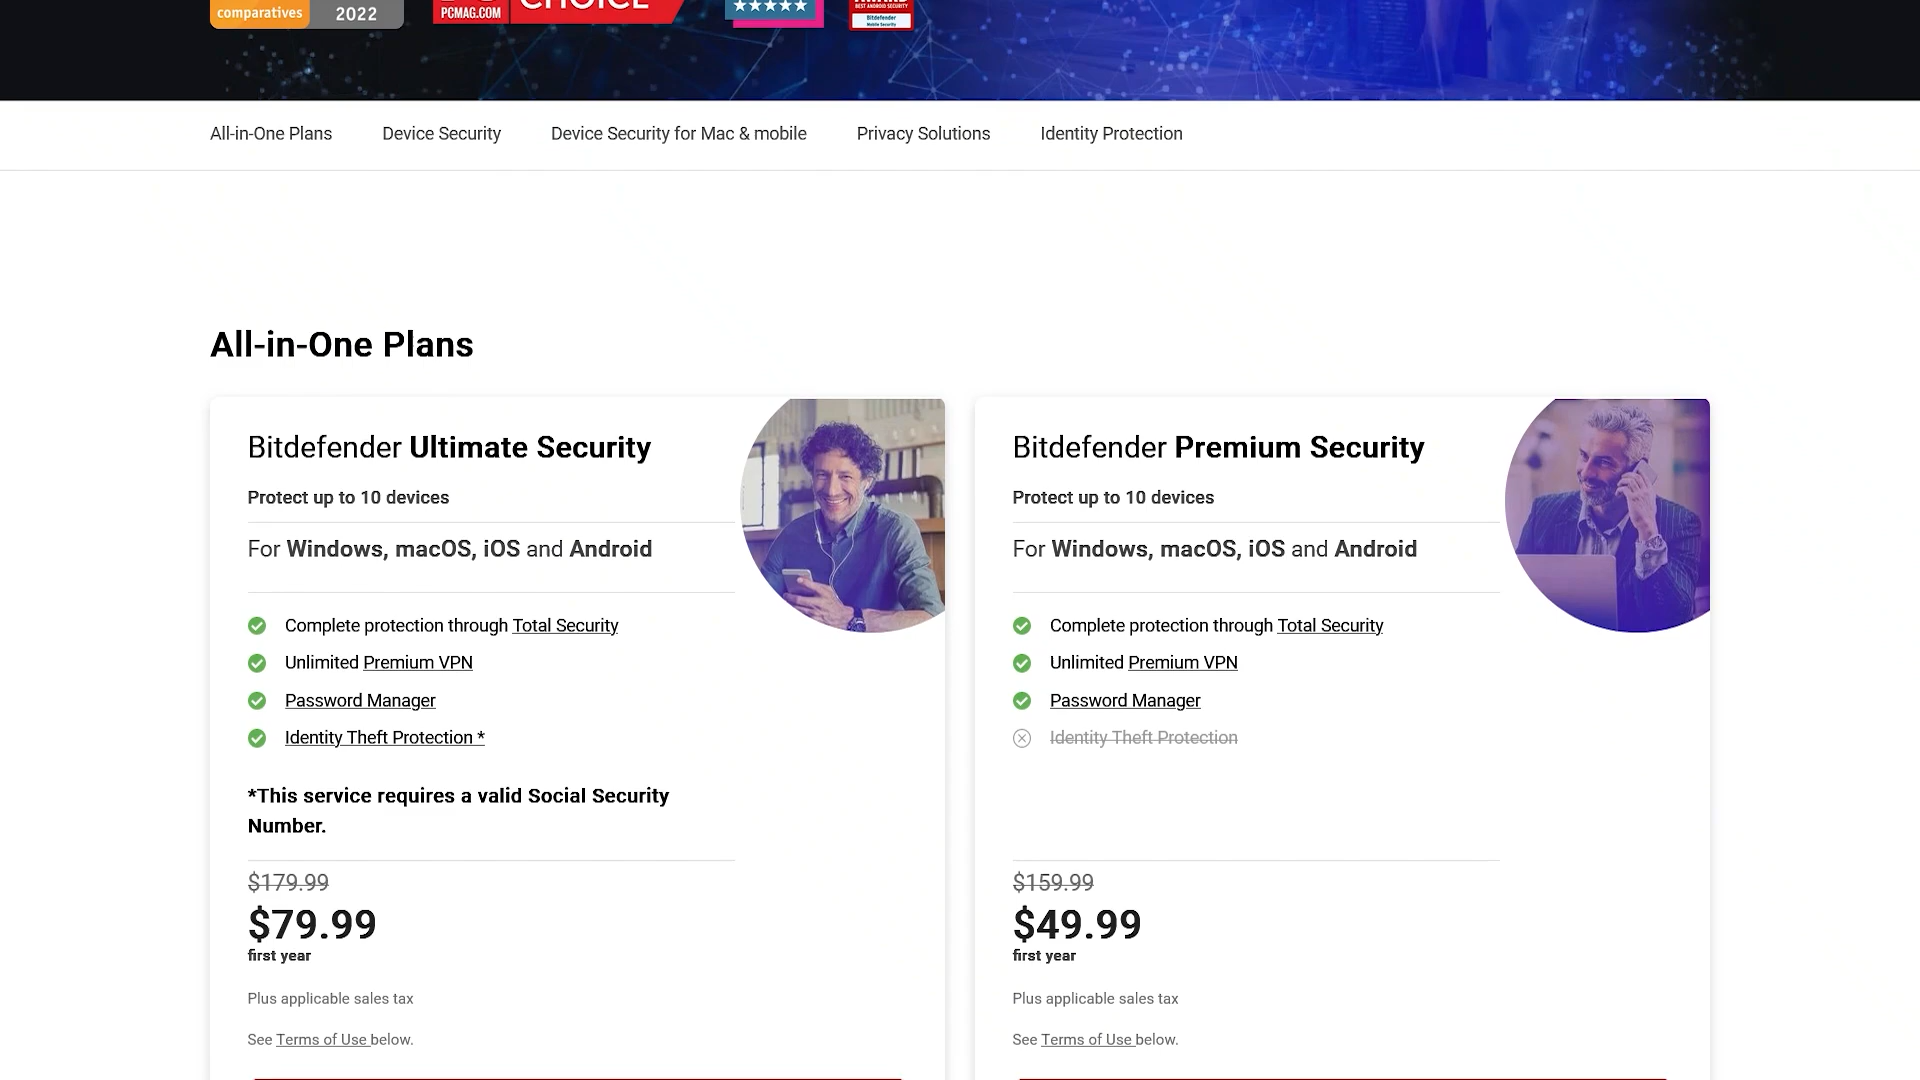 comparatives 2022
PCMAG.COM CHOICE
BEST ANDROID SECURITY
Bitdefender
Mobile Security
All-in-One Plans
Device Security
Device Security for Mac & mobile
Privacy Solutions
Identity Protection
All-in-One Plans
Bitdefender Ultimate Security
Protect up to 10 devices
For Windows, macOS, iOS and Android
Complete protection through Total Security
Unlimited Premium VPN
Password Manager
Identity Theft Protection *
*This service requires a valid Social Security
Number.
$179.99
$79.99
first year
Plus applicable sales tax
See Terms of Use below.
Bitdefender Premium Security
Protect up to 10 devices
For Windows, macOS, iOS and Android
Complete protection through Total Security
Unlimited Premium VPN
Password Manager
Identity Theft Protection
$159.99
$49.99
first year
Plus applicable sales tax
See Terms of Use below.